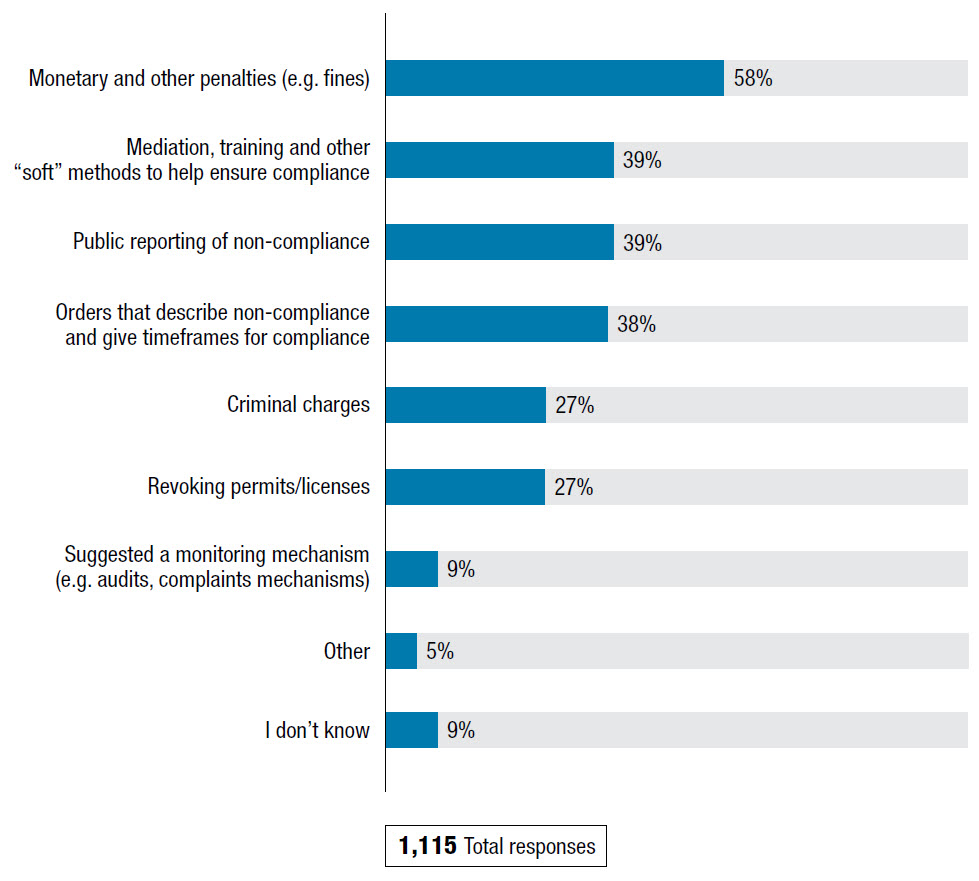 Monetary and other penalties (e.g. fines)
58%
Mediation, training and other
“soft” methods to help ensure compliance
39%
Public reporting of non-compliance
39%
Orders that describe non-compliance
and give timeframes for compliance
38%
Criminal charges
27%
Revoking permits/licenses
27%
Suggested a monitoring mechanism
(e.g. audits, complaints mechanisms)
9%
Other
5%
I don’t know
9%
1,115 Total responses